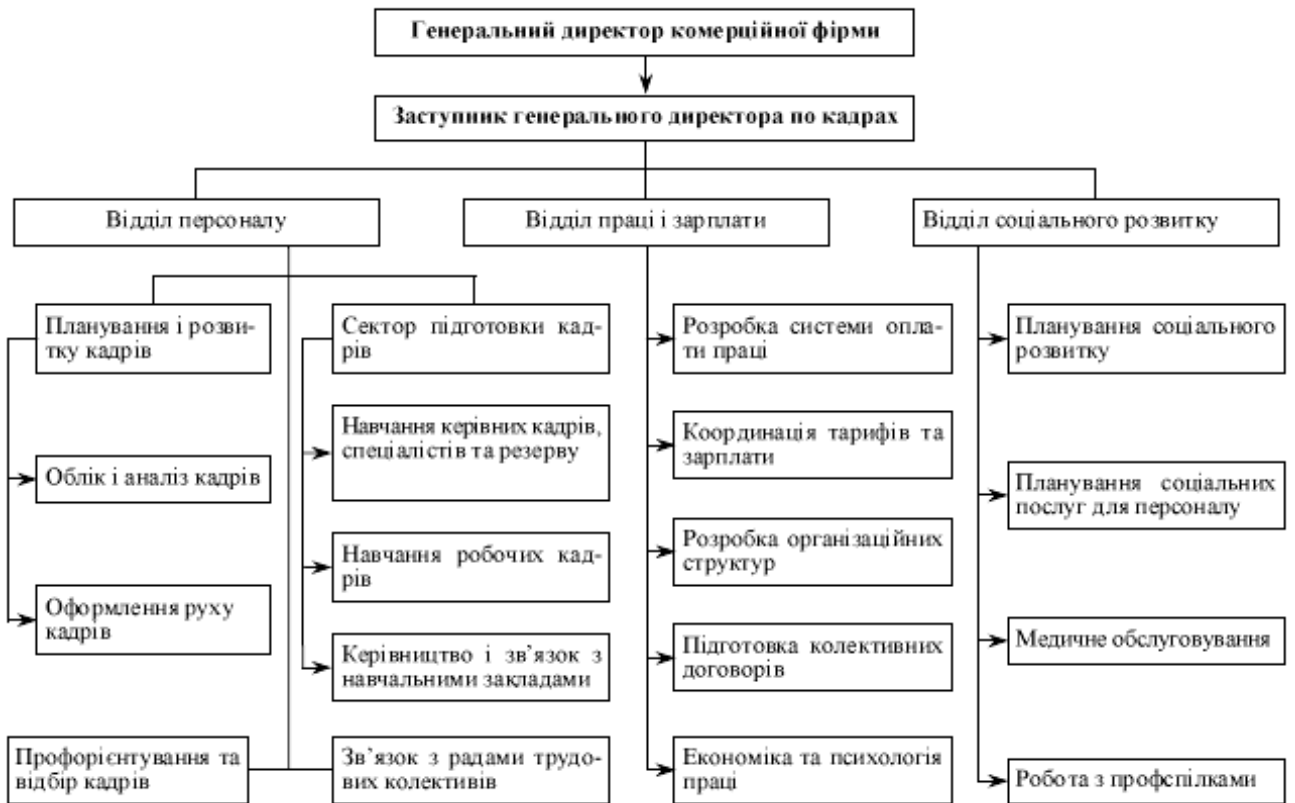 Генеральний директор комерційної фірми
Заступник генерального директора по кадрах
Відділ персоналу
Відділ праці і зарплати
Відділ соціального розвитку
Планування і розви-
тку кадрів
Облік і аналіз кадрів
Оформлення руху
кадрів
Профорієнтування та
відбір кадрів
Сектор підготовки кад-
рів
Навчання керівних кадрів,
спеціалістів та резерву
Навчання робочих кад-
рів
Керівництво і зв’язок з
навчальними закладами
Зв’язок з радами трудо-
вих колективів
Розробка системи опла-
ти праці
Координація тарифів та
зарплати
Розробка організаційних
структур
Підготовка колективних
договорів
Економіка та психологія
праці
Планування соціального
розвитку
Планування соціальних
послуг для персоналу
Медичне обслуговування
Робота з профспілками